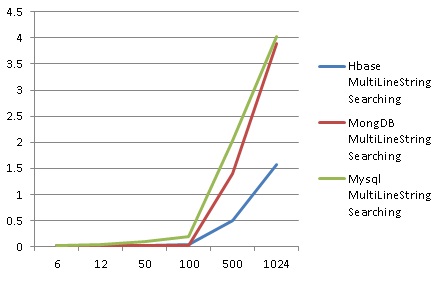 4.5
4
3.5
3
2.5
2
1.5
1
0.5
0
6 12 50 100 500 1024
Hbase
MultiLineString
Searching
MongDB
MultiLineString
Searching
Mysql
MultiLineString
Searching